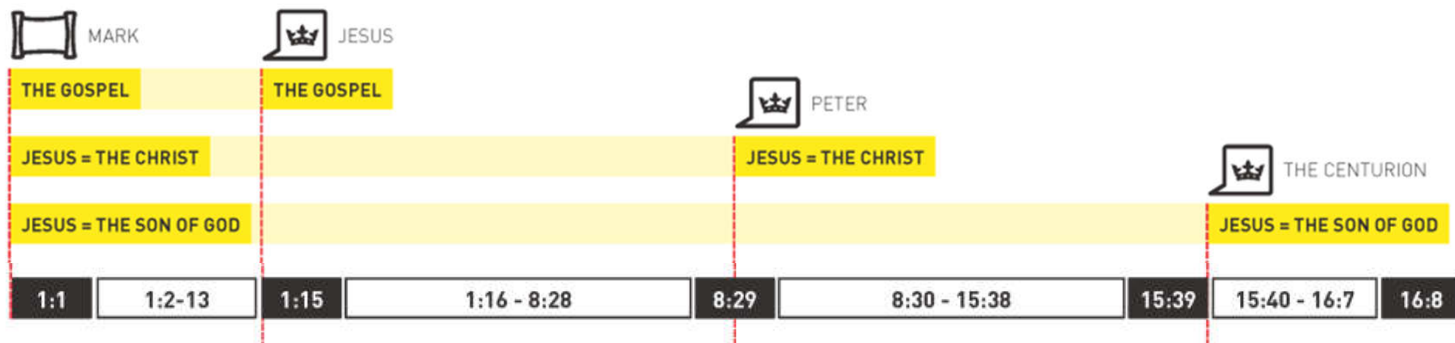 MARK
JESUS
THE GOSPEL
THE GOSPEL
PETER
JESUS = THE CHRIST
JESUS = THE CHRIST
THE CENTURION
JESUS = THE SON OF GOD
JESUS = THE SON OF GOD
1:1
1:2-13
1:15
1:16 - 8:28
8:29
8:30 - 15:38
15:39
15:40 - 16:7
16:8